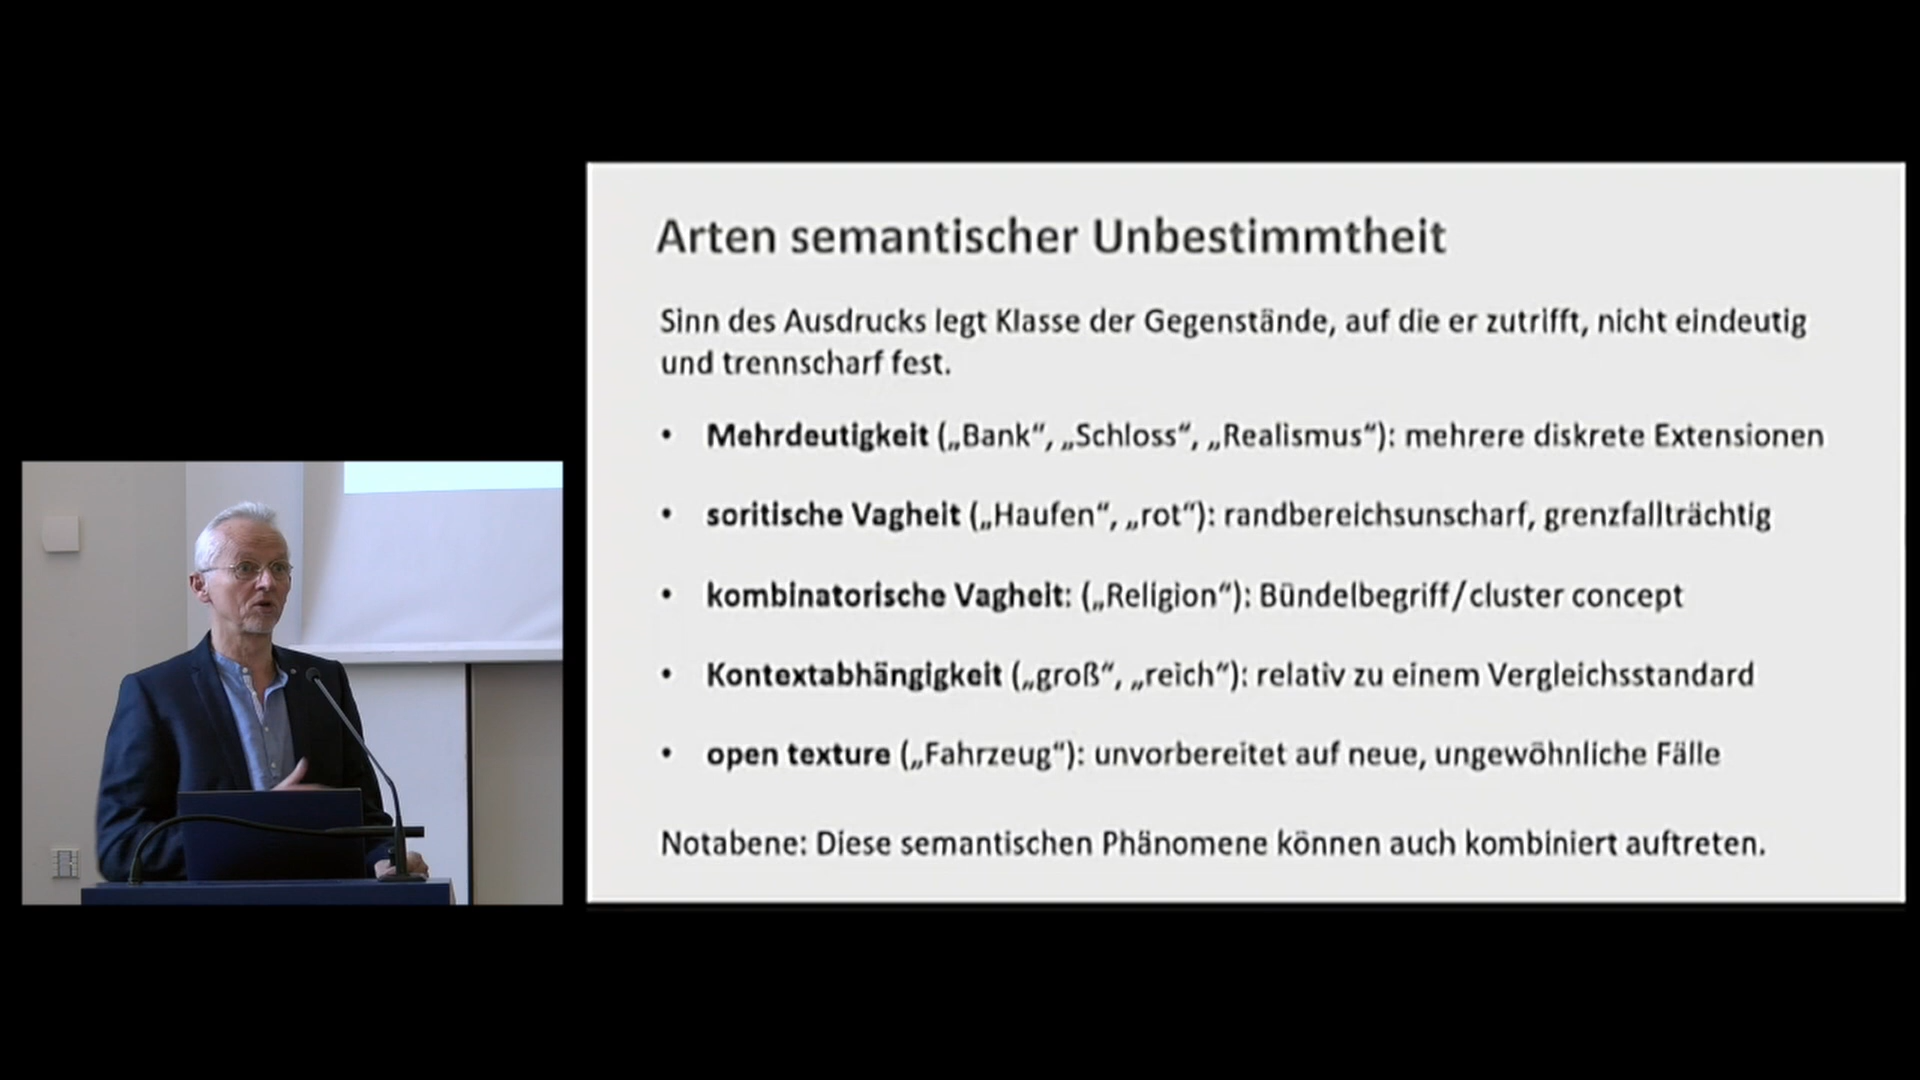 Arten semantischer Unbestimmtheit
Sinn des Ausdrucks legt Klasse der Gegenstände, auf die er zutrifft, nicht eindeutig
und trennscharf fest.
• Mehrdeutigkeit („Bank“, „Schloss“, „Realismus“): mehrere diskrete Extensionen
• soritische Vagheit („Haufen“, „rot“): randbereichsunscharf, grenzfallträchtig
• kombinatorische Vagheit: („Religion“): Bündelbegriff/cluster concept
• Kontextabhängigkeit („groß“, „reich“): relativ zu einem Vergleichsstandard
• open texture („Fahrzeug“): unvorbereitet auf neue, ungewöhnliche Fälle
Notabene: Diese semantischen Phänomene können auch kombiniert auftreten.